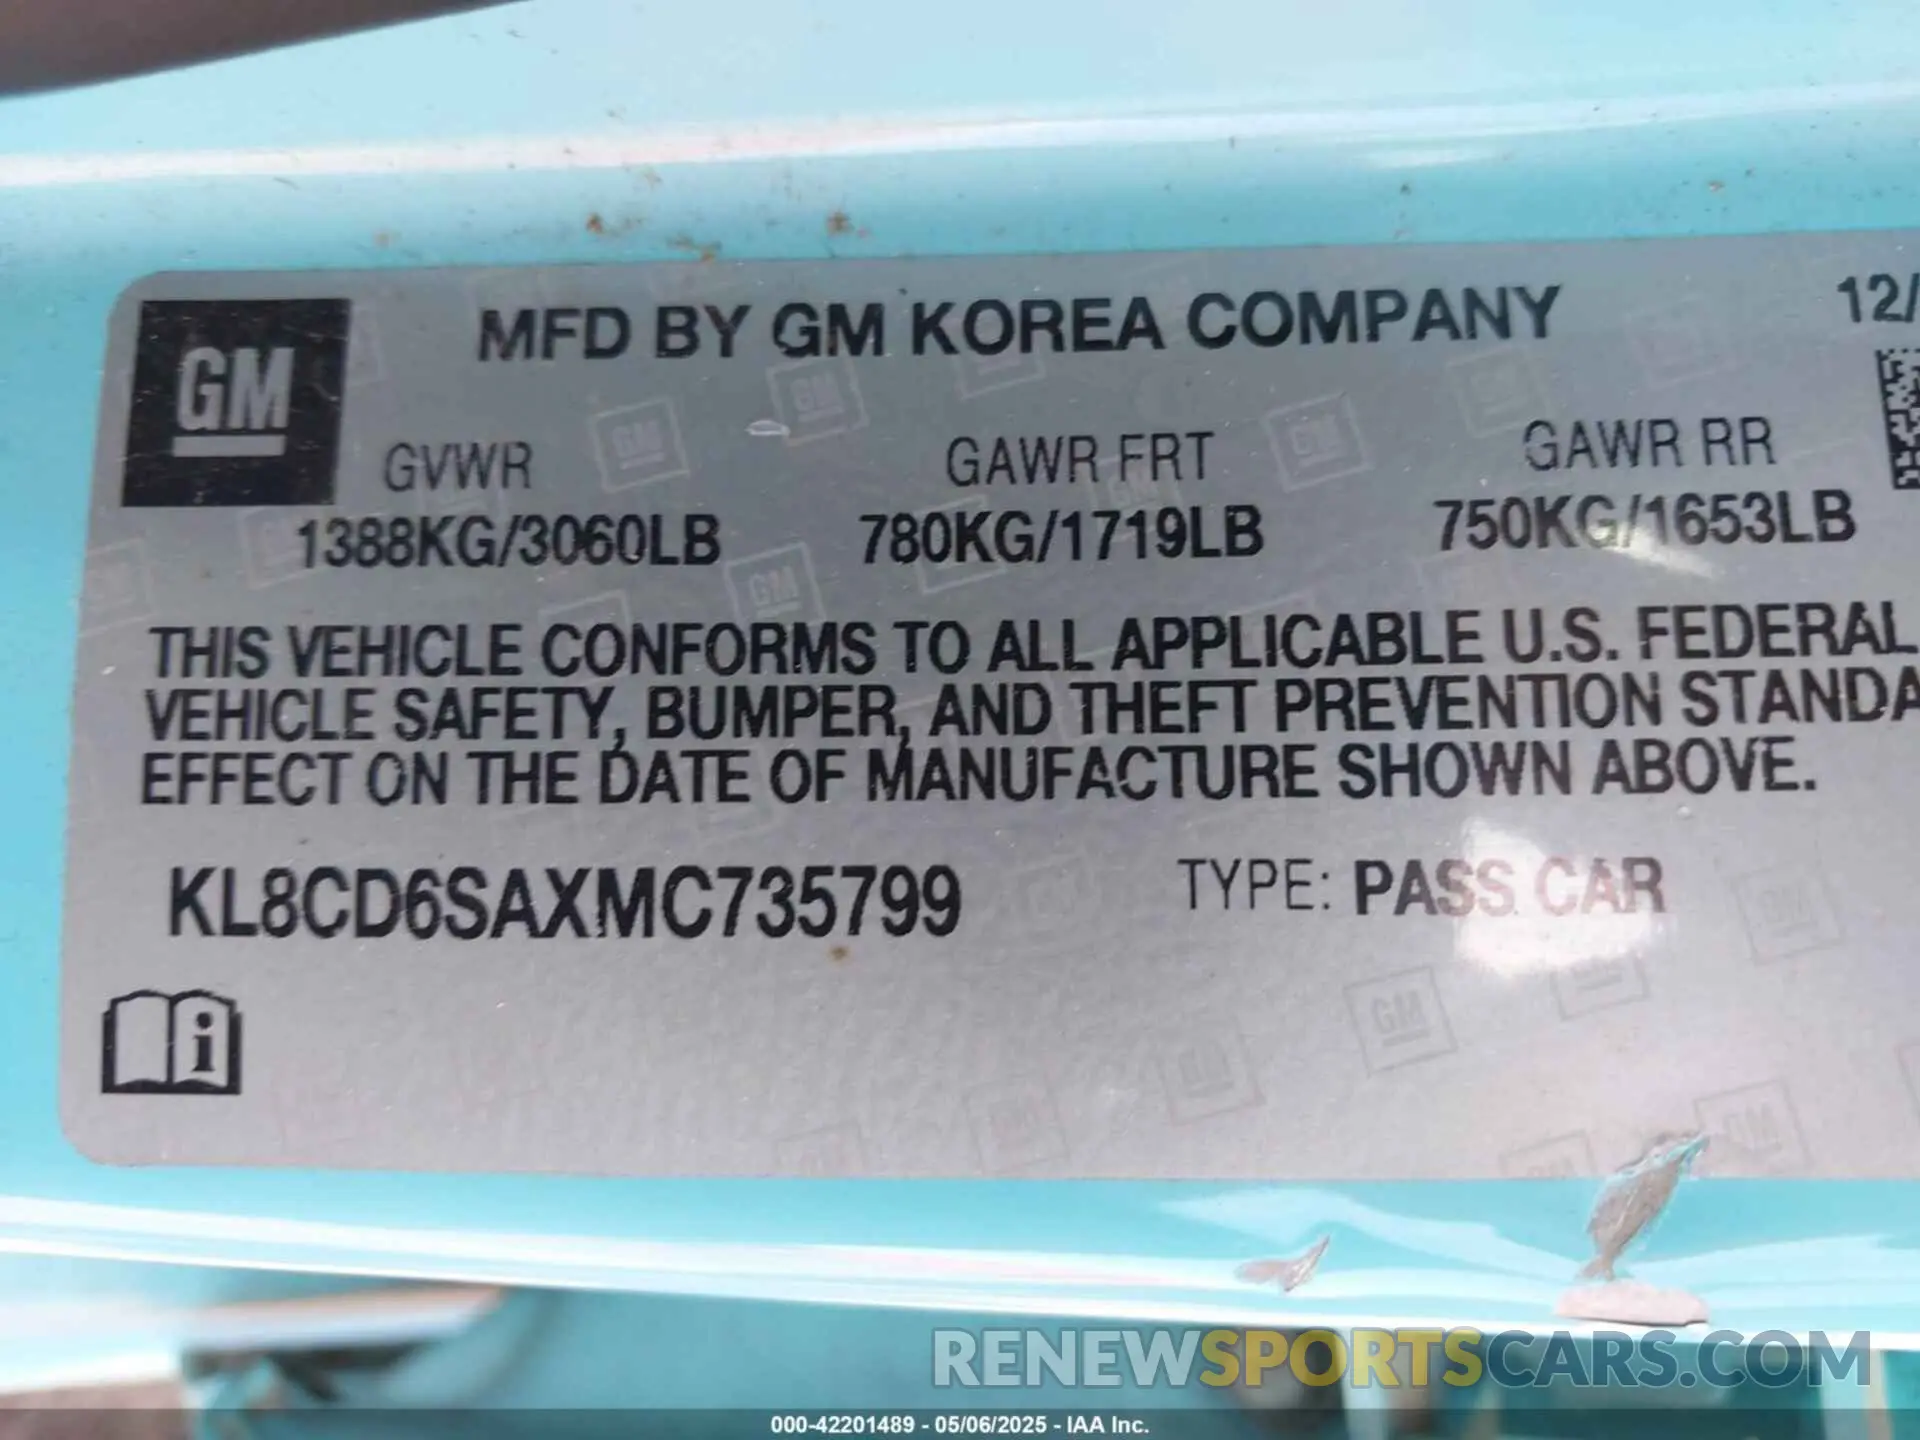 GM
MFD BY GM KOREA COMPANY 12/
GVWR GAWR FRT GAWR RR
1388KG/3060LB 780KG/1719LB 750KG/1653LB
THIS VEHICLE CONFORMS TO ALL APPLICABLE U.S. FEDERAL
VEHICLE SAFETY, BUMPER, AND THEFT PREVENTION STANDA
EFFECT ON THE DATE OF MANUFACTURE SHOWN ABOVE.
KL8CD6SAXMC735799 TYPE: PASS CAR
i
RENEWSPORTSCARS.COM
000-42201489 - 05/06/2025 - IAA Inc.